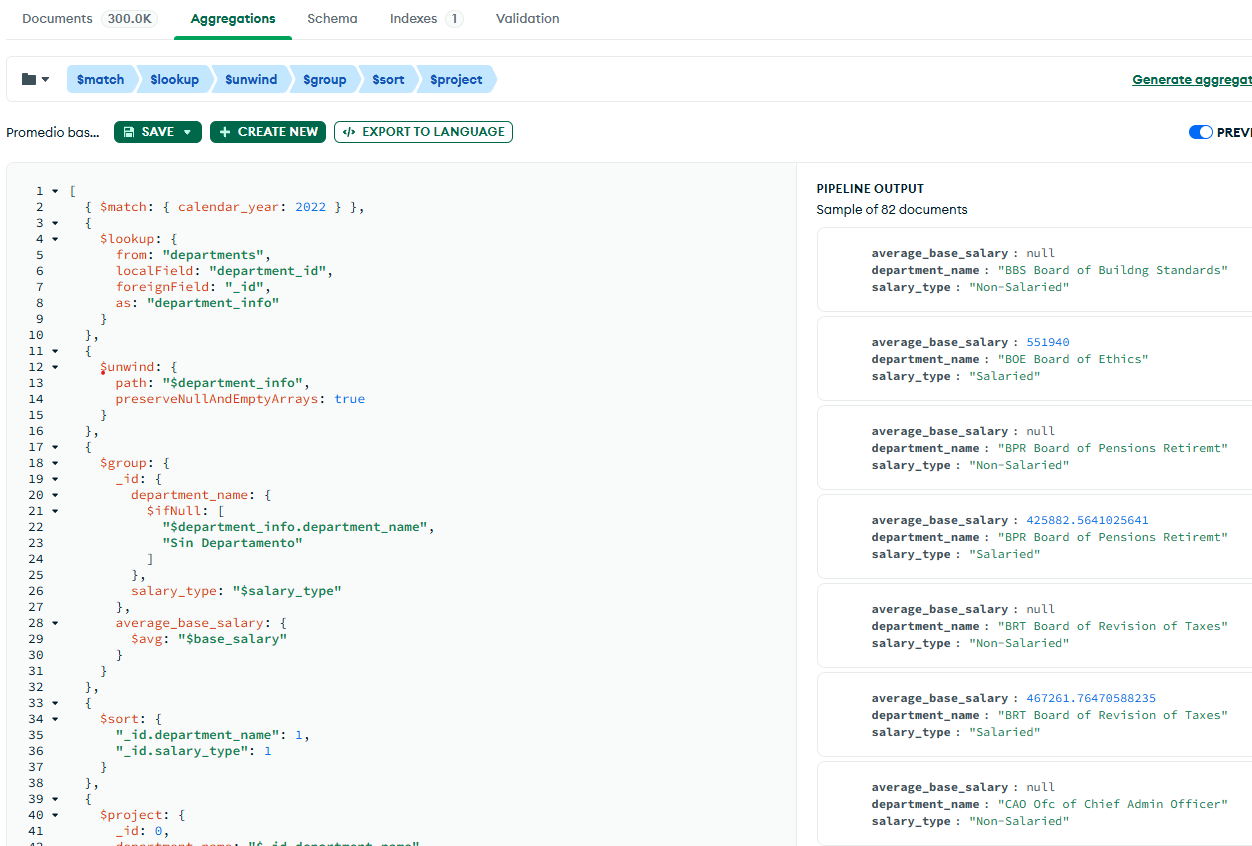 Documents 300.0K Aggregations Schema Indexes 1 Validation
$match $lookup $unwind $group $sort $project Generate aggregat
Promedio bas... SAVE CREATE NEW EXPORT TO LANGUAGE PREVI
1 [
2 { $match: { calendar_year: 2022 } },
3 {
4 $lookup: {
5 from: "departments",
6 localField: "department_id",
7 foreignField: "_id",
8 as: "department_info"
9 }
10 },
11 {
12 $unwind: {
13 path: "$department_info",
14 preserveNullAndEmptyArrays: true
15 }
16 },
17 {
18 $group: {
19 _id: {
20 department_name: {
21 $ifNull: [
22 "$department_info.department_name",
23 "Sin Departamento"
24 ]
25 },
26 salary_type: "$salary_type"
27 },
28 average_base_salary: {
29 $avg: "$base_salary"
30 }
31 }
32 },
33 {
34 $sort: {
35 "_id.department_name": 1,
36 "_id.salary_type": 1
37 }
38 },
39 {
40 $project: {
41 _id: 0,
42 department_name: "$_id.department_name"
PIPELINE OUTPUT
Sample of 82 documents
average_base_salary : null
department_name : "BBS Board of Buildng Standards"
salary_type : "Non-Salaried"
average_base_salary : 551940
department_name : "BOE Board of Ethics"
salary_type : "Salaried"
average_base_salary : null
department_name : "BPR Board of Pensions Retiremt"
salary_type : "Non-Salaried"
average_base_salary : 425882.5641025641
department_name : "BPR Board of Pensions Retiremt"
salary_type : "Salaried"
average_base_salary : null
department_name : "BRT Board of Revision of Taxes"
salary_type : "Non-Salaried"
average_base_salary : 467261.76470588235
department_name : "BRT Board of Revision of Taxes"
salary_type : "Salaried"
average_base_salary : null
department_name : "CAO Ofc of Chief Admin Officer"
salary_type : "Non-Salaried"